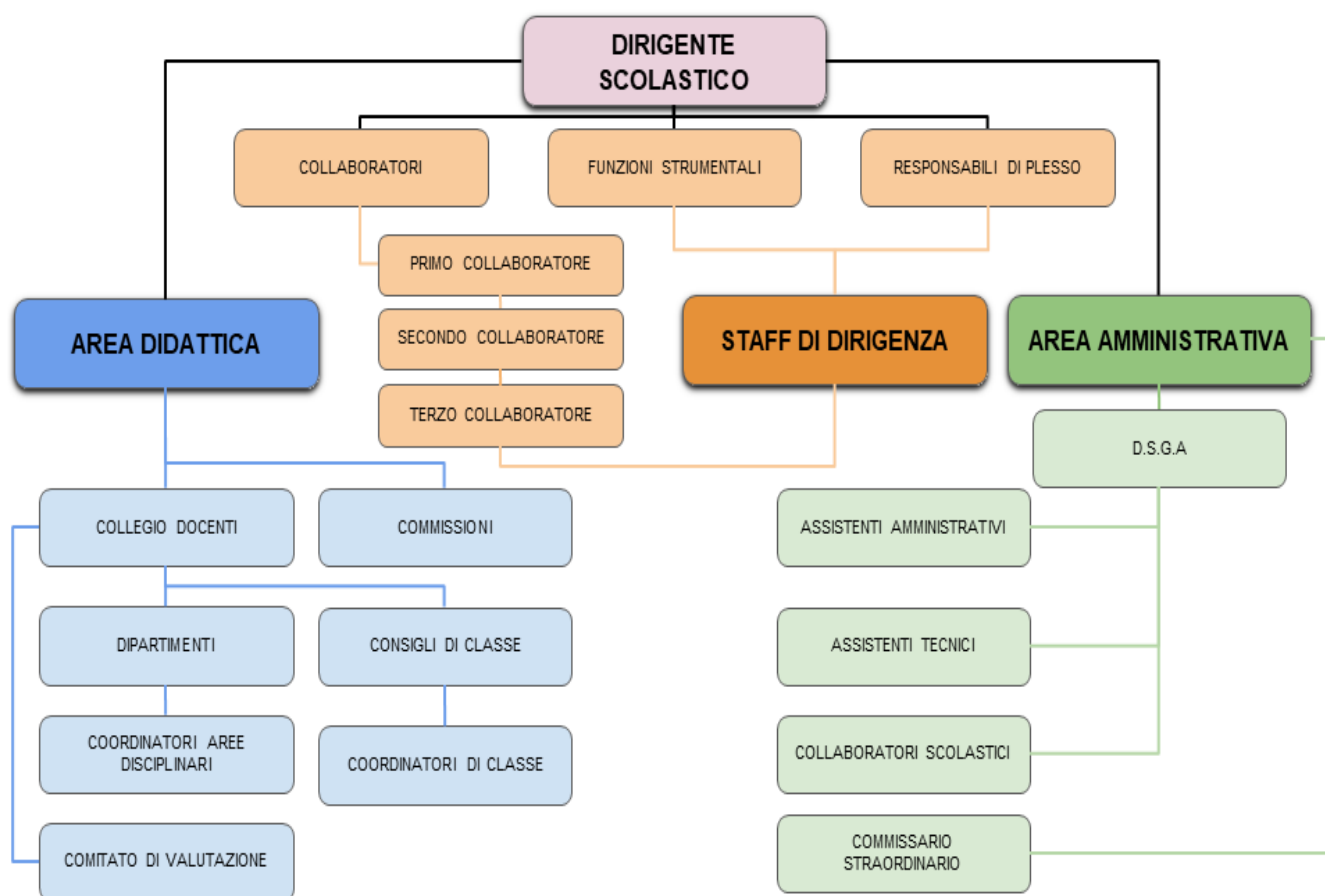 DIRIGENTE
SCOLASTICO
COLLABORATORI
FUNZIONI STRUMENTALI
RESPONSABILI DI PLESSO
PRIMO COLLABORATORE
SECONDO COLLABORATORE
TERZO COLLABORATORE
AREA DIDATTICA
STAFF DI DIRIGENZA
AREA AMMINISTRATIVA
D.S.G.A
COLLEGIO DOCENTI
COMMISSIONI
ASSISTENTI AMMINISTRATIVI
DIPARTIMENTI
CONSIGLI DI CLASSE
ASSISTENTI TECNICI
COORDINATORI AREE
DISCIPLINARI
COORDINATORI DI CLASSE
COLLABORATORI SCOLASTICI
COMITATO DI VALUTAZIONE
COMMISSARIO
STRAORDINARIO